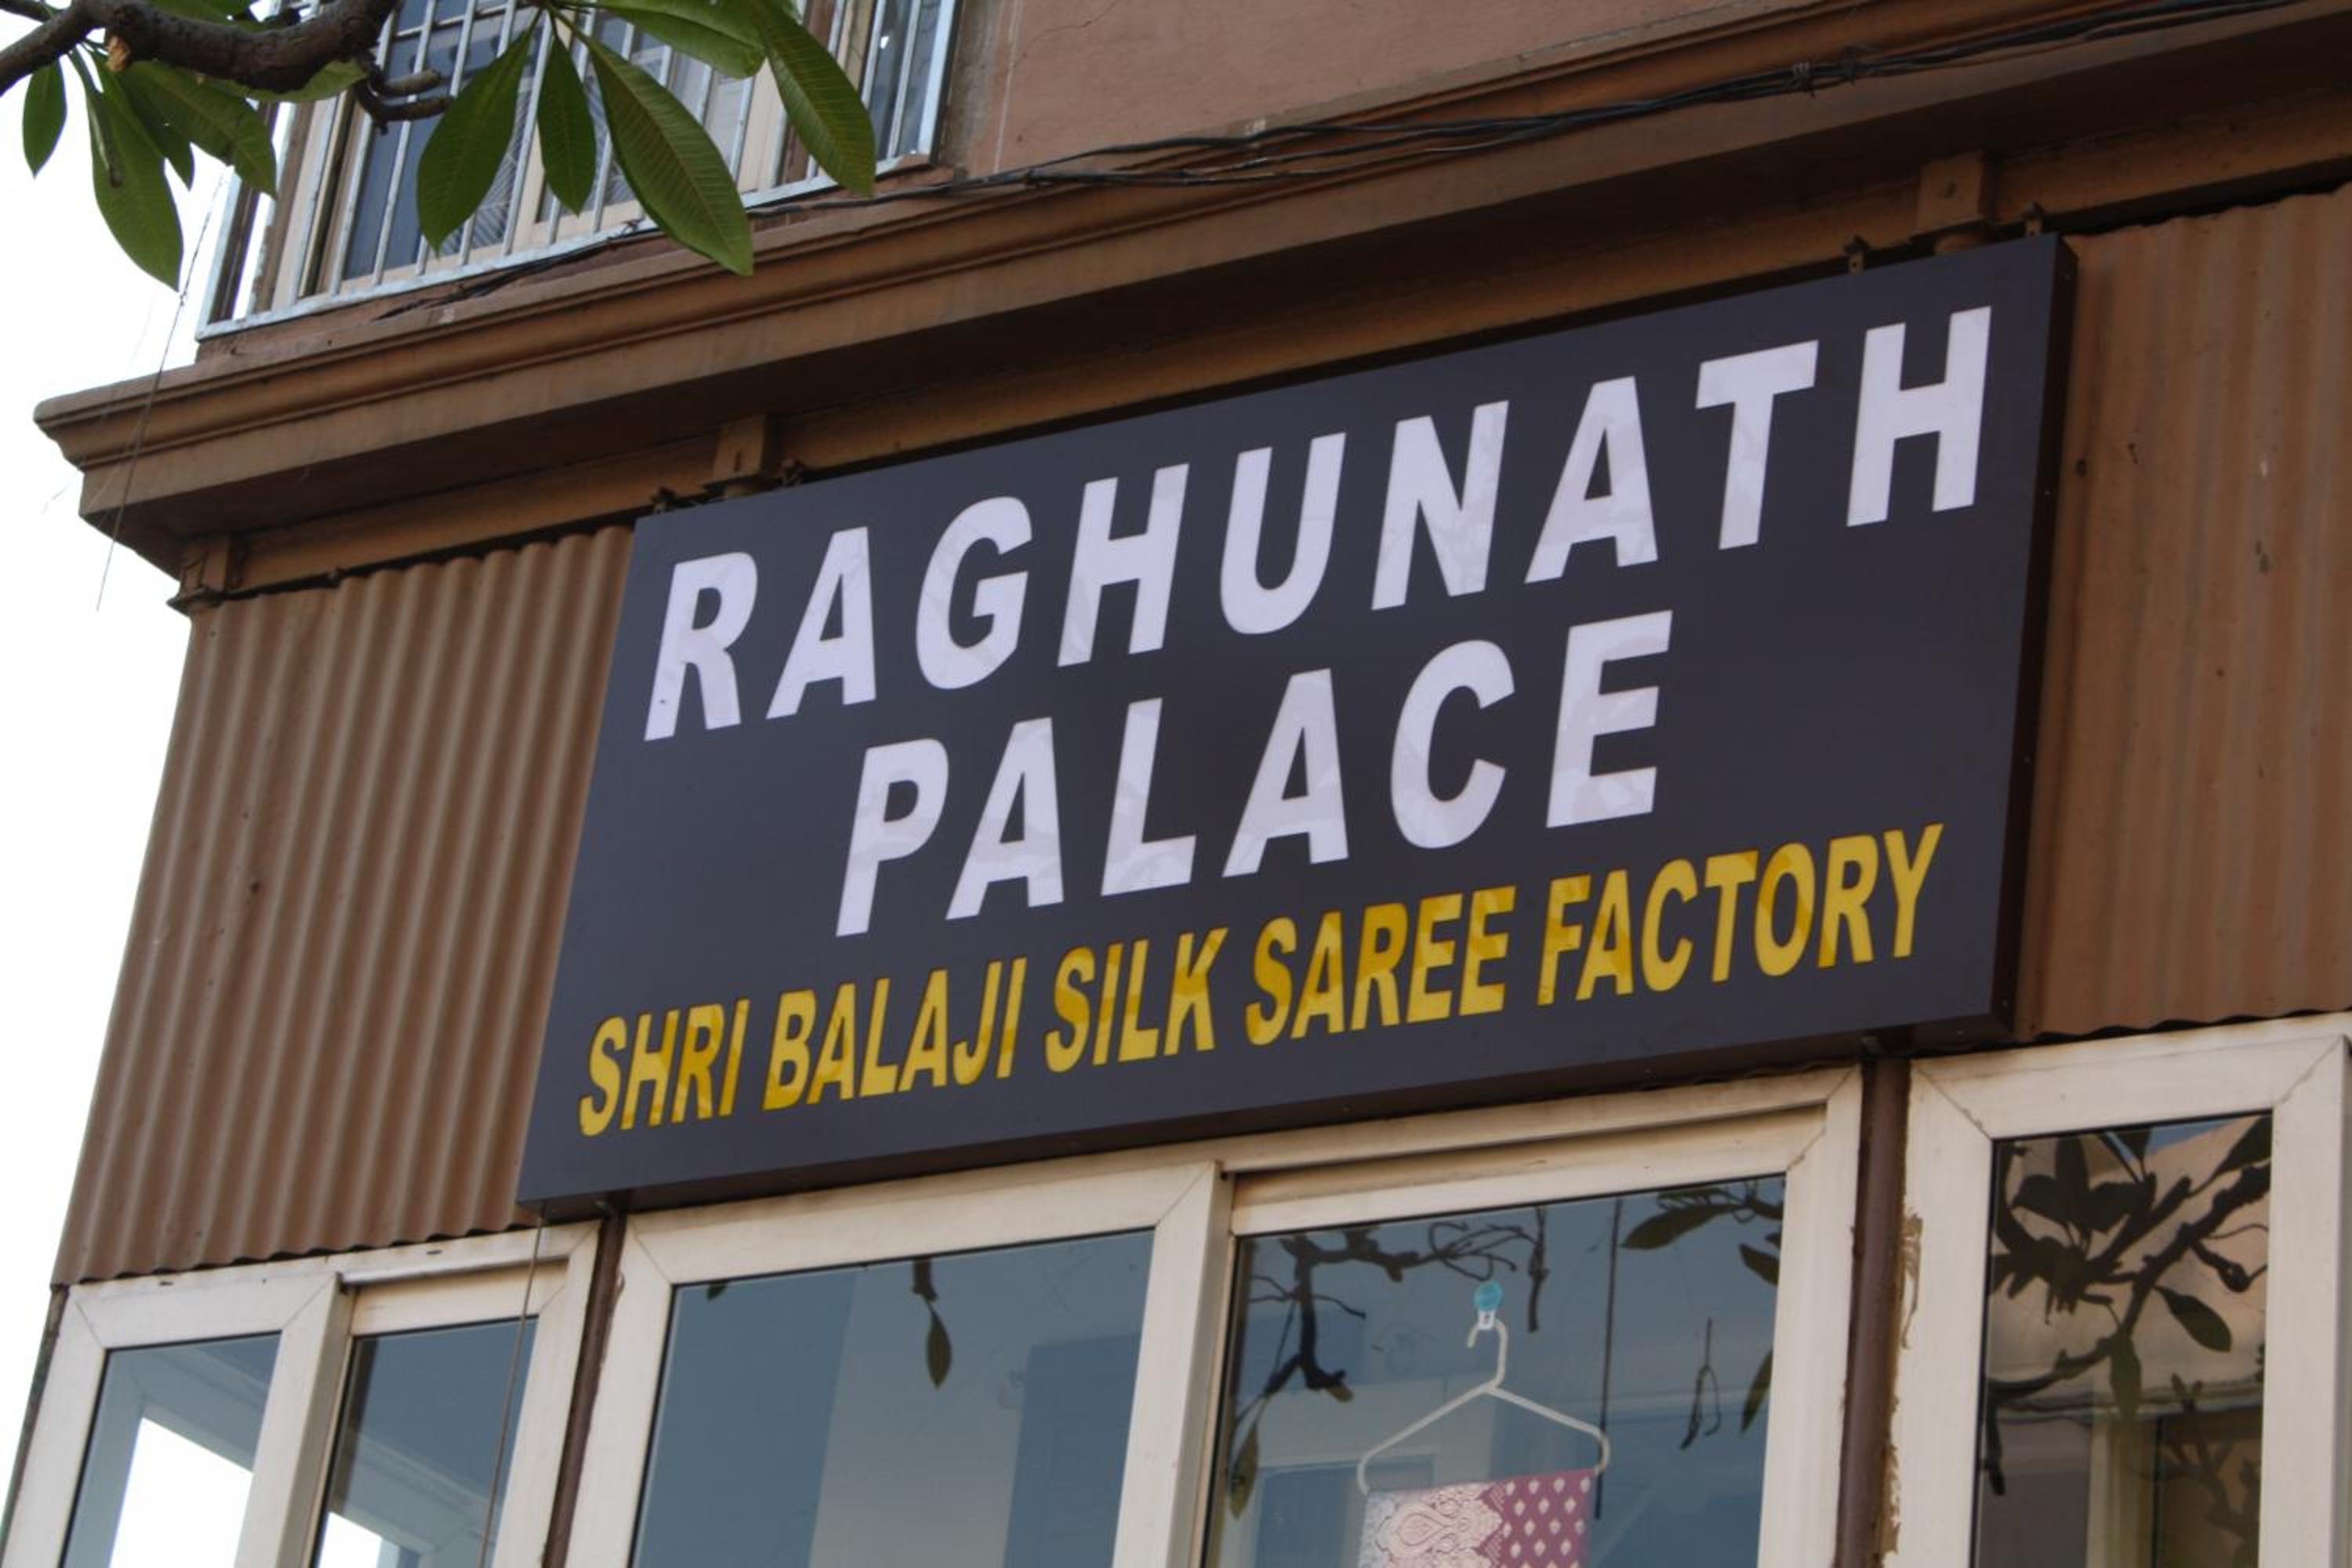 RAGHUNATH
PALACE
SHRI BALAJI SILK SAREE FACTORY